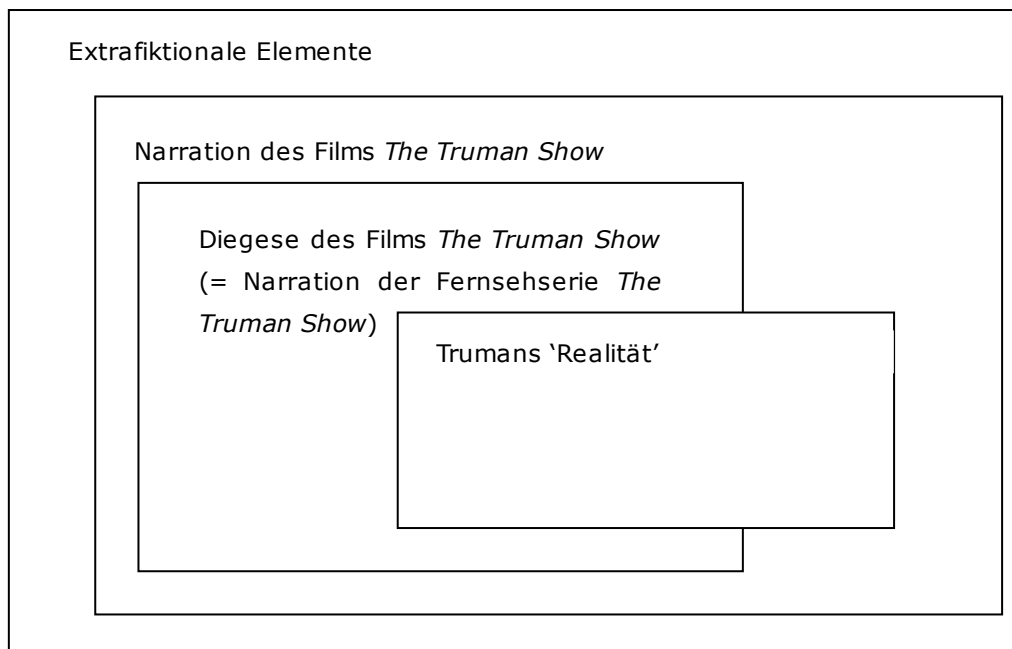 Extrafiktionale Elemente
Narration des Films The Truman Show
Diegese des Films The Truman Show
(= Narration der Fernsehserie The
Truman Show)
Trumans ‘Realität’